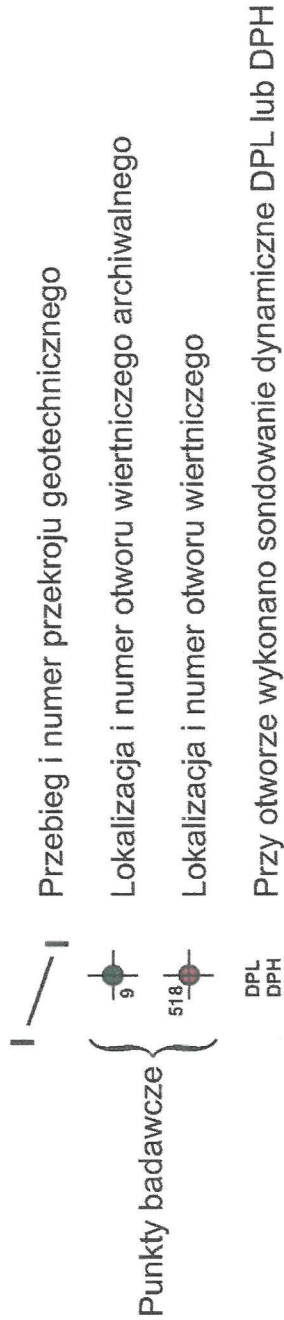 I I Przebieg i numer przekroju geotechnicznego
Punkty badawcze
9 Lokalizacja i numer otworu wiertniczego archiwalnego
518 Lokalizacja i numer otworu wiertniczego
DPL
DPH
Przy otworze wykonano sondowanie dynamiczne DPL lub DPH